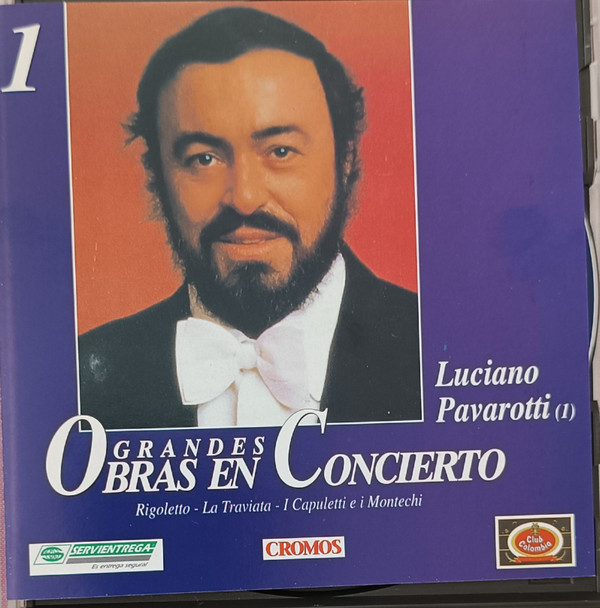 1
Luciano
Pavarotti (1)
GRANDES
OBRAS EN CONCIERTO
Rigoletto - La Traviata - I Capuletti e i Montechi
SERVIENTREGA
Es entrega segura!
CROMOS
Club
Colombia